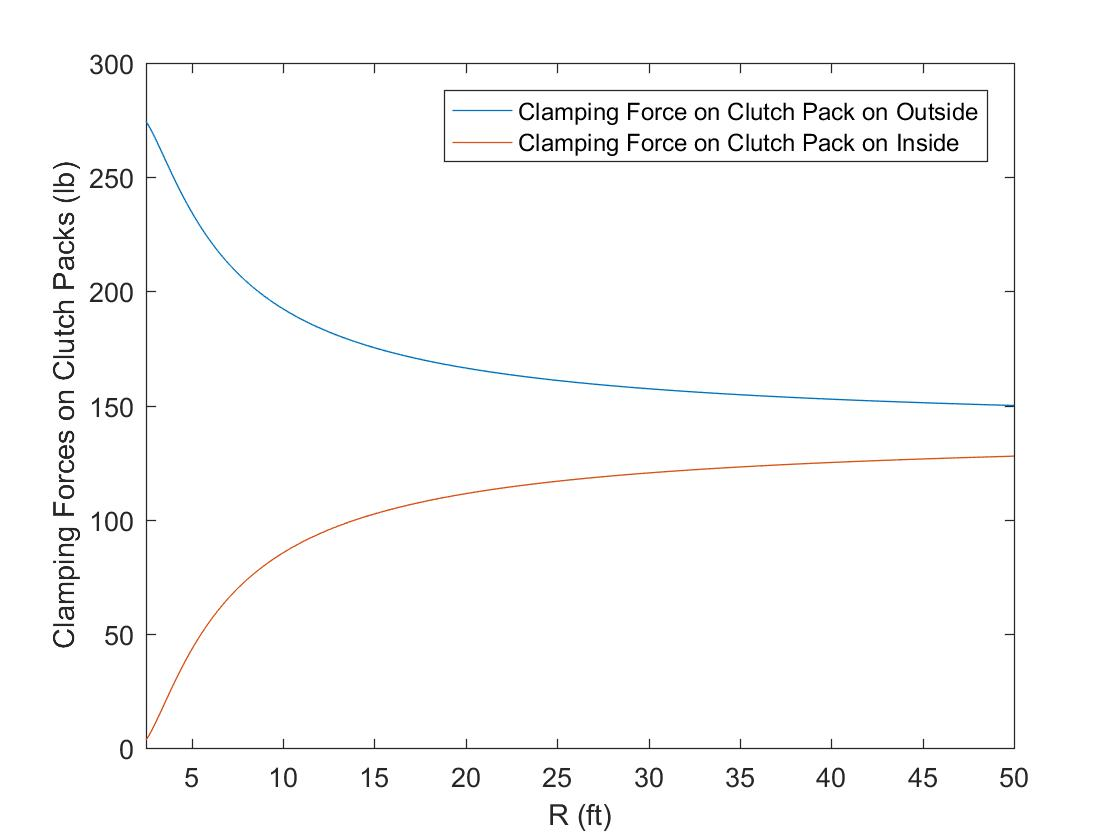 300
250
200
150
100
50
0
Clamping Forces on Clutch Packs (lb)
Clamping Force on Clutch Pack on Outside
Clamping Force on Clutch Pack on Inside
5 10 15 20 25 30 35 40 45 50
R (ft)